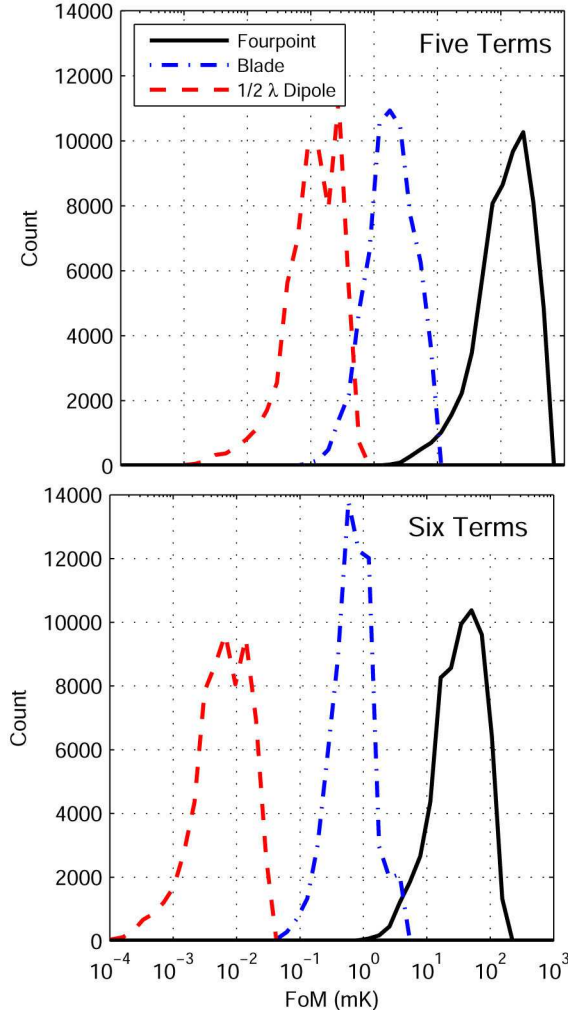 Fourpoint
Blade
1/2 λ Dipole
Five Terms
14000
12000
10000
8000
6000
4000
2000
0
Count
Six Terms
14000
12000
10000
8000
6000
4000
2000
0
Count
10⁻⁴ 10⁻³ 10⁻² 10⁻¹ 10⁰ 10¹ 10² 10³
FoM (mK)